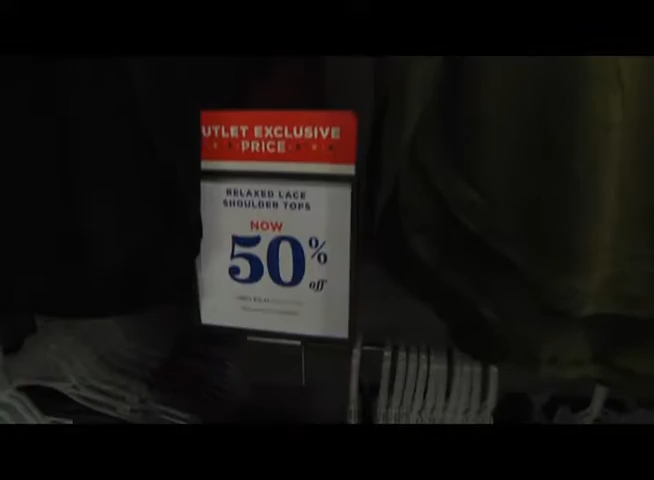 UTLET EXCLUSIVE
PRICE
RELAXED LACE
SHOULDER TOPS
NOW
50% off